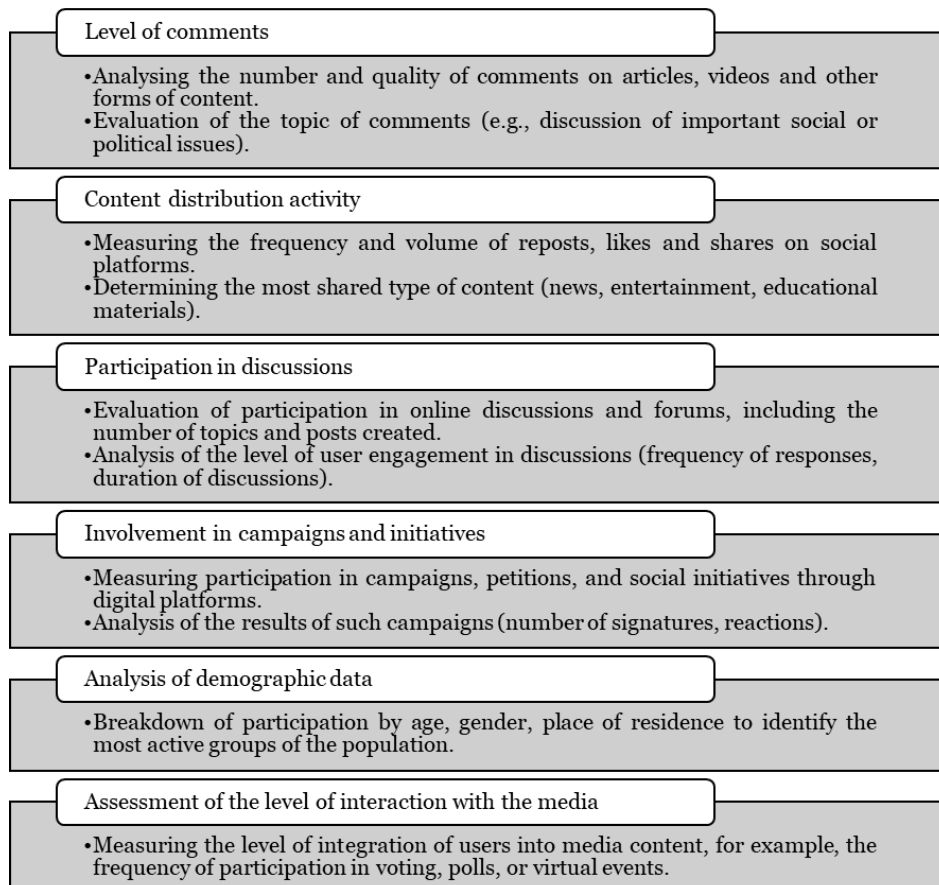 Level of comments
•Analysing the number and quality of comments on articles, videos and other
forms of content.
•Evaluation of the topic of comments (e.g., discussion of important social or
political issues).
Content distribution activity
•Measuring the frequency and volume of reposts, likes and shares on social
platforms.
•Determining the most shared type of content (news, entertainment, educational
materials).
Participation in discussions
•Evaluation of participation in online discussions and forums, including the
number of topics and posts created.
•Analysis of the level of user engagement in discussions (frequency of responses,
duration of discussions).
Involvement in campaigns and initiatives
•Measuring participation in campaigns, petitions, and social initiatives through
digital platforms.
•Analysis of the results of such campaigns (number of signatures, reactions).
Analysis of demographic data
•Breakdown of participation by age, gender, place of residence to identify the
most active groups of the population.
Assessment of the level of interaction with the media
•Measuring the level of integration of users into media content, for example, the
frequency of participation in voting, polls, or virtual events.